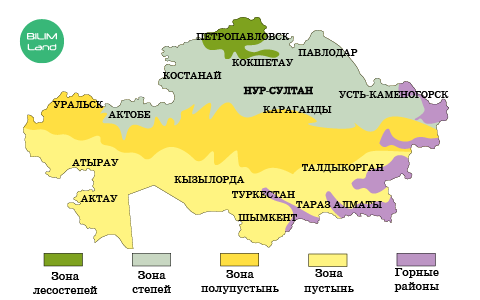 BILIM
Land
ПЕТРОПАВЛОВСК
ПАВЛОДАР
КОКШЕТАУ
КОСТАНАЙ
НУР-СУЛТАН
УСТЬ-КАМЕНОГОРСК
УРАЛЬСК
КАРАГАНДЫ
АКТОБЕ
АТЫРАУ
ТАЛДЫКОРГАН
КЫЗЫЛОРДА
АКТАУ
ТУРКЕСТАН
ТАРАЗ АЛМАТЫ
ШЫМКЕНТ
Зона
лесостепей
Зона
степей
Зона
полупустынь
Зона
пустынь
Горные
районы